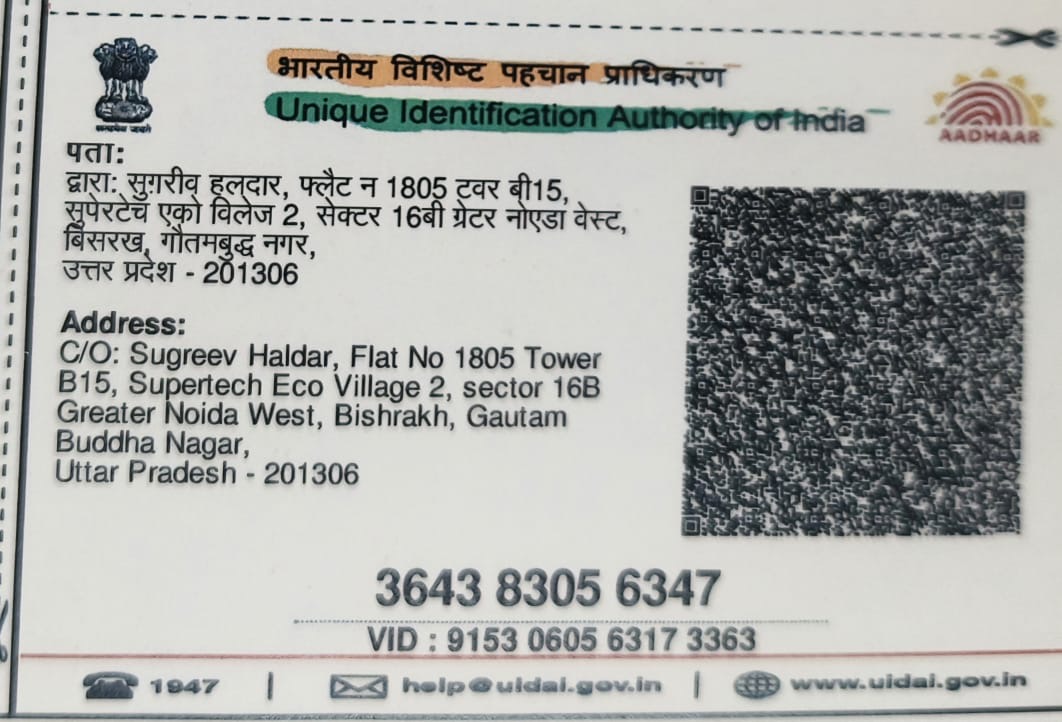 भारतीय विशिष्ट पहचान प्राधिकरण
Unique Identification Authority of India
सत्यमेव जयते
AADHAAR
पता:
द्वारा: सुग़रीव हलदार, फ्लैट न 1805 टवर बी15,
सुपेरटेच एको विलेज 2, सेक्टर 16बी ग्रेटर नोएडा वेस्ट,
बिसरख, गौतमबुद्ध नगर,
उत्तर प्रदेश - 201306
Address:
C/O: Sugreev Haldar, Flat No 1805 Tower
B15, Supertech Eco Village 2, sector 16B
Greater Noida West, Bishrakh, Gautam
Buddha Nagar,
Uttar Pradesh - 201306
3643 8305 6347
VID : 9153 0605 6317 3363
1947 | help@uidai.gov.in | www.uidai.gov.in